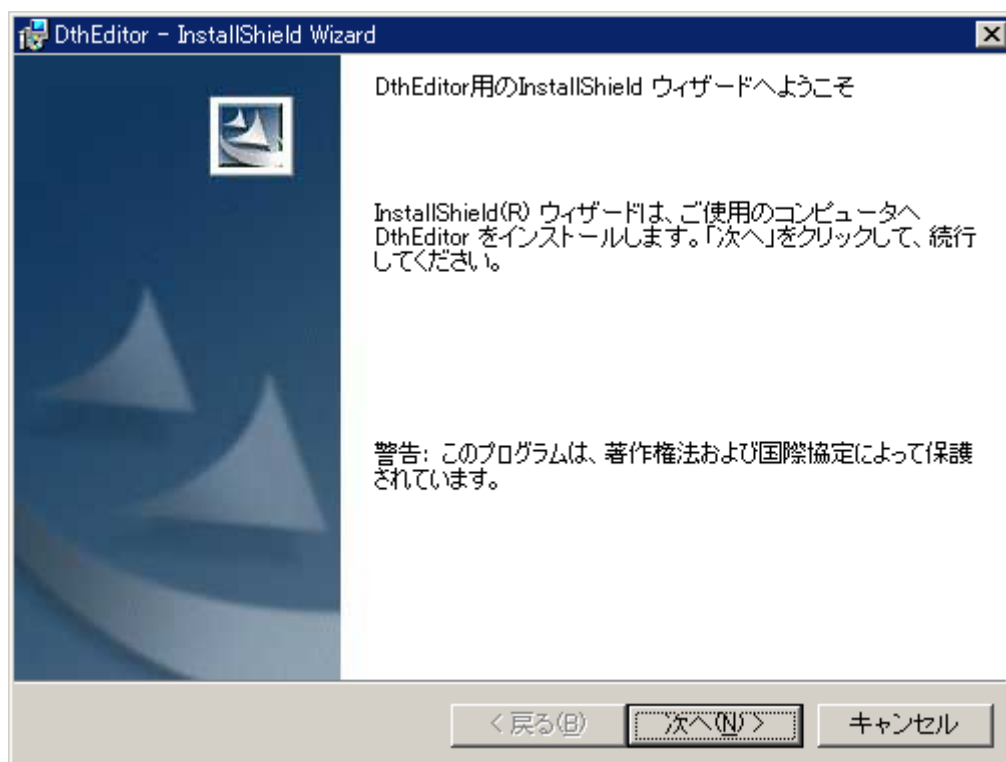 DthEditor - InstallShield Wizard
DthEditor用のInstallShield ウィザードへようこそ
InstallShield(R) ウィザードは、ご使用のコンピュータへ
DthEditor をインストールします。「次へ」をクリックして、続行
してください。
警告: このプログラムは、著作権法および国際協定によって保護
されています。
< 戻る(B)
次へ(N) >
キャンセル